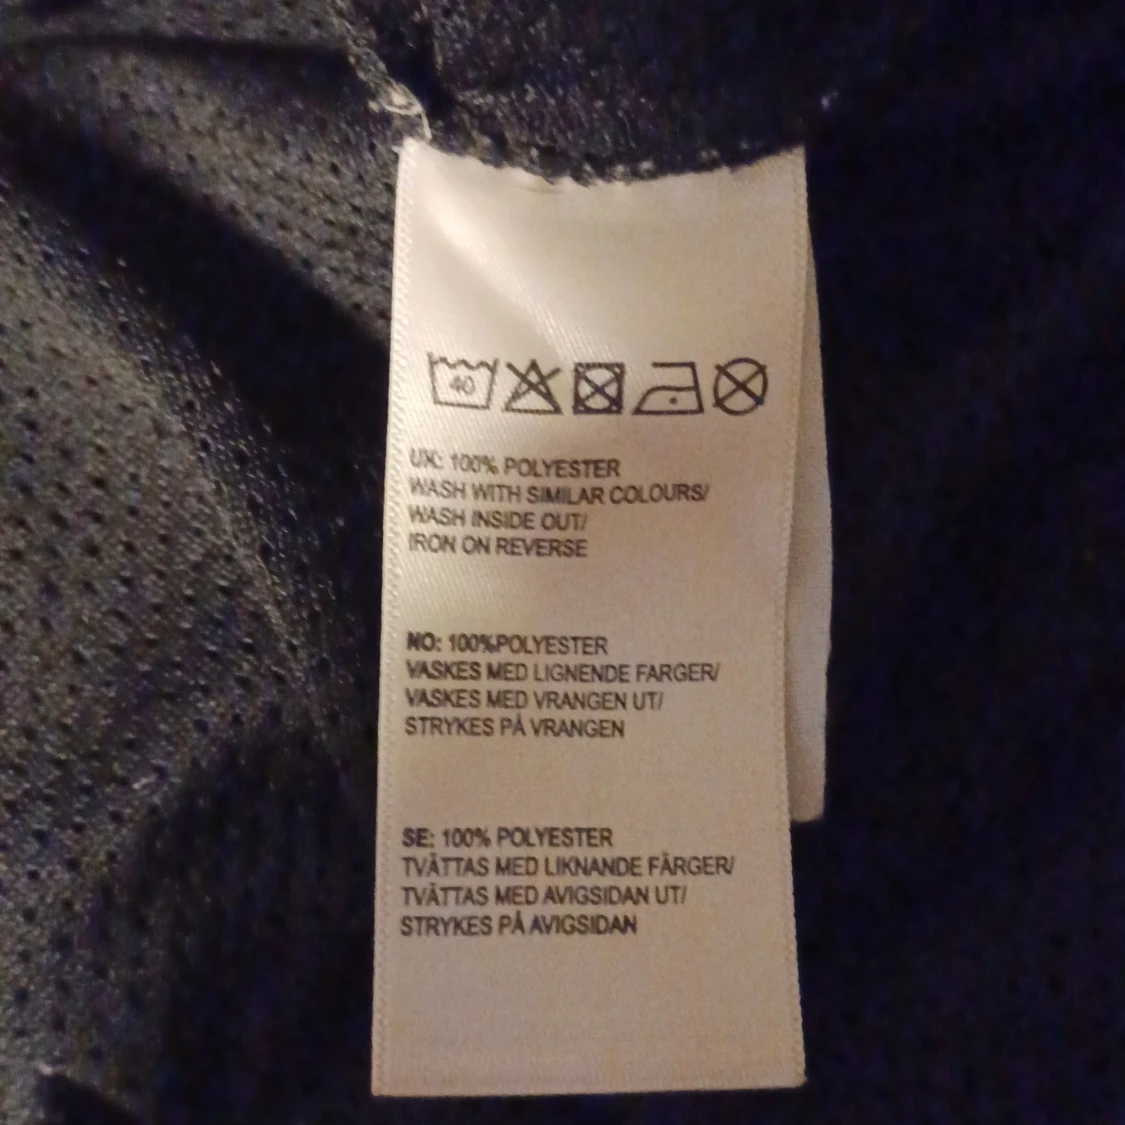 40
UK: 100% POLYESTER
WASH WITH SIMILAR COLOURS/
WASH INSIDE OUT/
IRON ON REVERSE
NO: 100%POLYESTER
VASKES MED LIGNENDE FARGER/
VASKES MED VRANGEN UT/
STRYKES PÅ VRANGEN
SE: 100% POLYESTER
TVÄTTAS MED LIKNANDE FÄRGER/
TVÄTTAS MED AVIGSIDAN UT/
STRYKES PÅ AVIGSIDAN